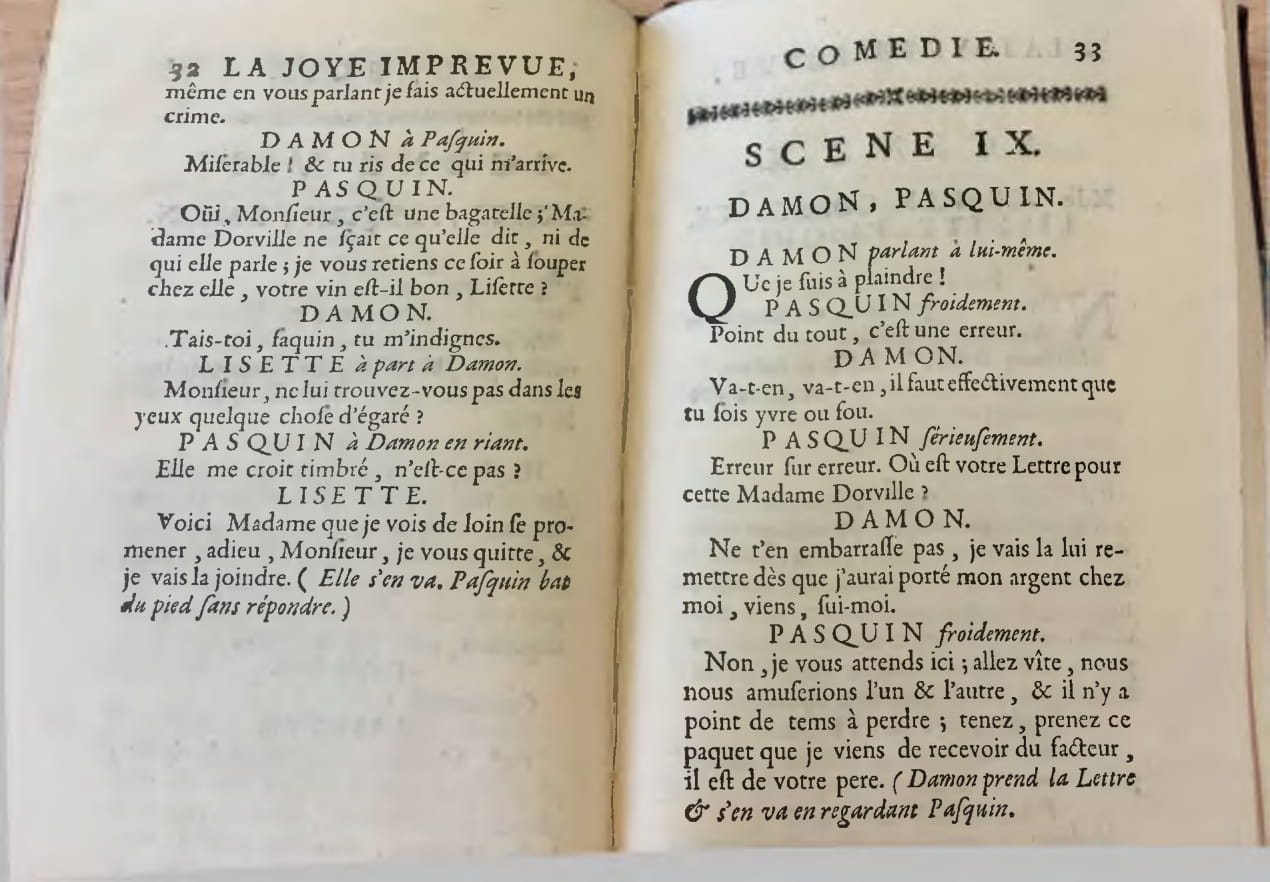 32 LA JOYE IMPREVUE,
même en vous parlant je fais actuellement un
crime.
DAMON à Paſquin.
Miſerable ! & tu ris de ce qui m'arrive.
PASQUIN.
Oüi, Monſieur, c'eſt une bagatelle ; Ma-
dame Dorville ne ſçait ce qu'elle dit, ni de
qui elle parle ; je vous retiens ce ſoir à ſouper
chez elle, votre vin eſt-il bon, Liſette ?
DAMON.
Tais-toi, faquin, tu m'indignes.
LISETTE à part à Damon.
Monſieur, ne lui trouvez-vous pas dans les
yeux quelque choſe d'égaré ?
PASQUIN à Damon en riant.
Elle me croit timbré, n'eſt-ce pas ?
LISETTE.
Voici Madame que je vois de loin ſe pro-
mener, adieu, Monſieur, je vous quitte, &
je vais la joindre. ( Elle s'en va. Paſquin bat
du pied ſans répondre. )
COMEDIE. 33
SCENE IX.
DAMON, PASQUIN.
DAMON parlant à lui-même.
QUe je ſuis à plaindre !
PASQUIN froidement.
Point du tout, c'eſt une erreur.
DAMON.
Va-t-en, va-t-en, il faut effectivement que
tu ſois yvre ou fou.
PASQUIN ſérieuſement.
Erreur ſur erreur. Où eſt votre Lettre pour
cette Madame Dorville ?
DAMON.
Ne t'en embarraſſe pas, je vais la lui re-
mettre dès que j'aurai porté mon argent chez
moi, viens, ſui-moi.
PASQUIN froidement.
Non, je vous attends ici ; allez vîte, nous
nous amuſerions l'un & l'autre, & il n'y a
point de tems à perdre ; tenez, prenez ce
paquet que je viens de recevoir du facteur,
il eſt de votre pere. ( Damon prend la Lettre
& s'en va en regardant Paſquin.